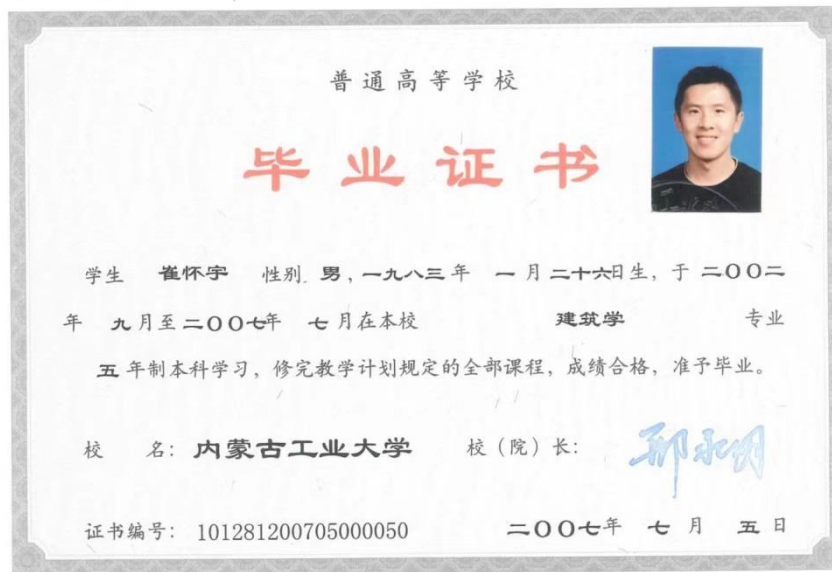 普通高等学校
毕业证书
学生 崔怀宇 性别 男，一九八三年 一月二十六日生，于二〇〇二
年 九月至二〇〇七年 七月在本校 建筑学 专业
五年制本科学习，修完教学计划规定的全部课程，成绩合格，准予毕业。
校 名：内蒙古工业大学 校（院）长：邢永明
证书编号：101281200705000050 二〇〇七年 七月 五日